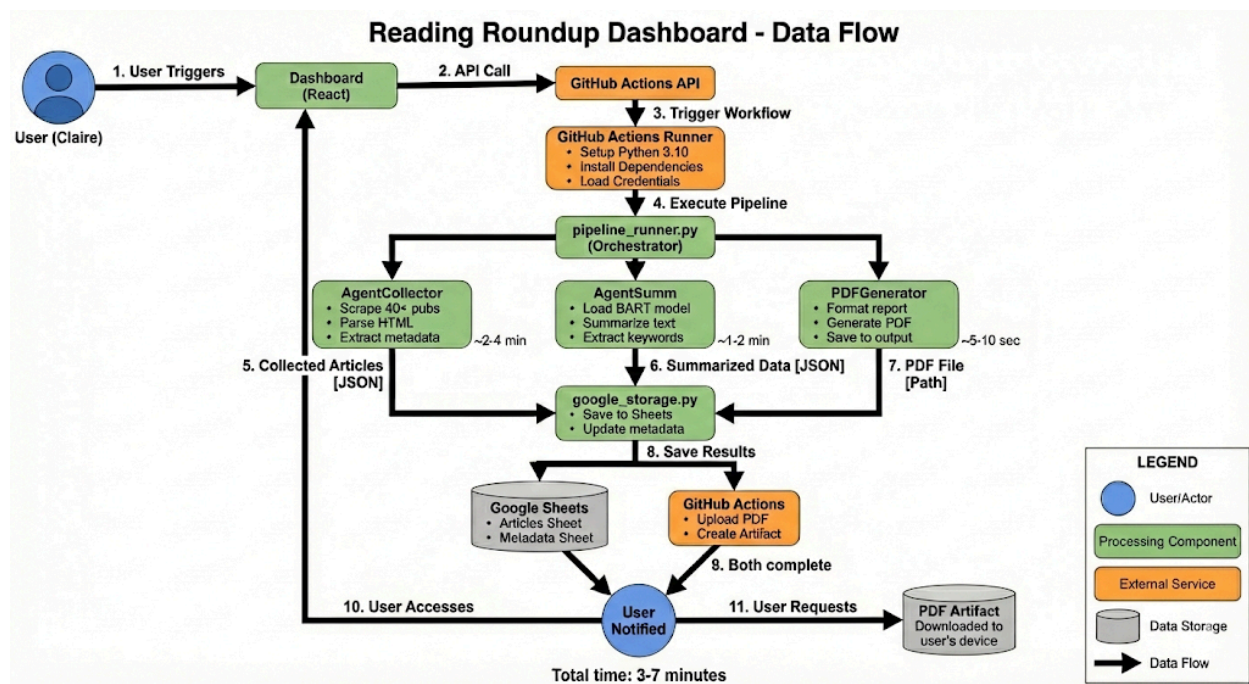 Reading Roundup Dashboard - Data Flow
User (Claire)
1. User Triggers
Dashboard
(React)
2. API Call
GitHub Actions API
3. Trigger Workflow
GitHub Actions Runner
• Setup Python 3.10
• Install Dependencies
• Load Credentials
4. Execute Pipeline
pipeline_runner.py
(Orchestrator)
AgentCollector
• Scrape 40< pubs
• Parse HTML
• Extract metadata
~2-4 min
AgentSumm
• Load BART model
• Summarize text
• Extract keywords
~1-2 min
PDFGenerator
• Format report
• Generate PDF
• Save to output
~5-10 sec
5. Collected Articles
[JSON]
6. Summarized Data [JSON]
7. PDF File
[Path]
google_storage.py
• Save to Sheets
• Update metadata
8. Save Results
Google Sheets
• Articles Sheet
• Meladata Sheet
GitHub Actions
• Upload PDF
• Create Artifact
8. Both complete
User
Notified
10. User Accesses
11. User Requests
PDF Artifact
Downloaded to
user's device
Total time: 3-7 minutes
LEGEND
User/Actor
Processing Component
External Service
Data Storage
Data Flow